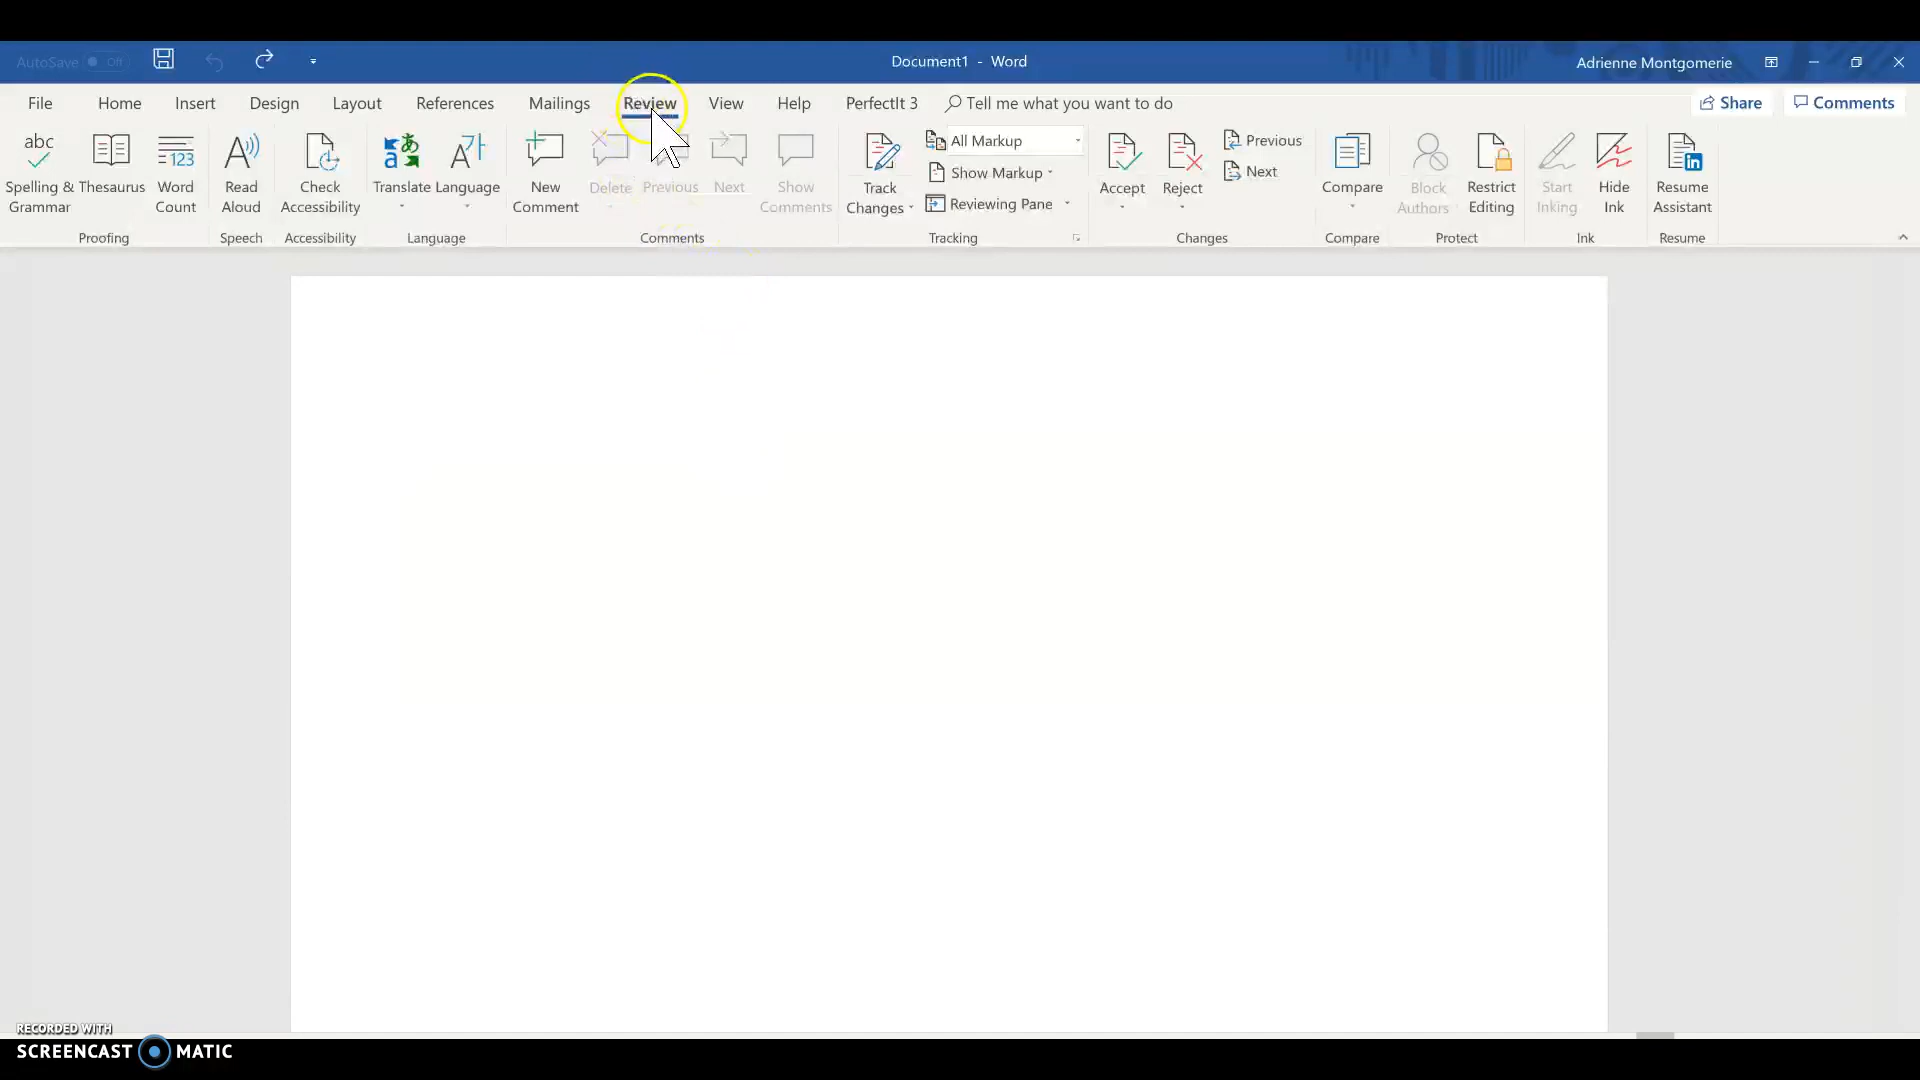 AutoSave Off
Document1 - Word
Adrienne Montgomerie
File Home Insert Design Layout References Mailings Review View Help PerfectIt 3 Tell me what you want to do Share Comments
abc
Spelling & Grammar
Thesaurus
123
Word Count
A
Read Aloud
Check Accessibility
Translate
Language
New Comment
Delete
Previous
Next
Show Comments
Track Changes
All Markup
Show Markup
Reviewing Pane
Accept
Reject
Previous
Next
Compare
Block Authors
Restrict Editing
Start Inking
Hide Ink
in
Resume Assistant
Proofing Speech Accessibility Language Comments Tracking Changes Compare Protect Ink Resume
RECORDED WITH
SCREENCAST MATIC